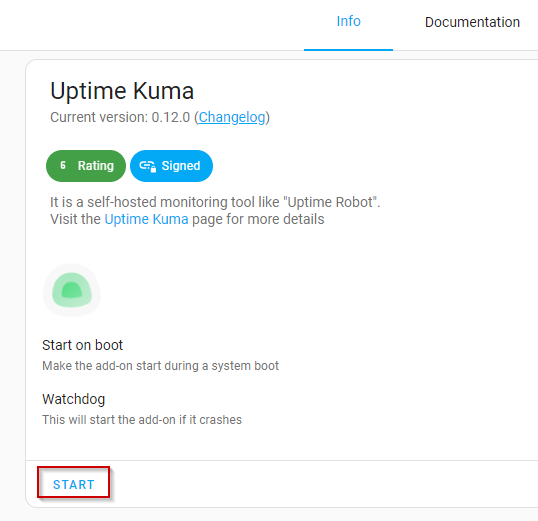 Info
Documentation
Uptime Kuma
Current version: 0.12.0 (Changelog)
6 Rating
Signed
It is a self-hosted monitoring tool like "Uptime Robot".
Visit the Uptime Kuma page for more details
Start on boot
Make the add-on start during a system boot
Watchdog
This will start the add-on if it crashes
START